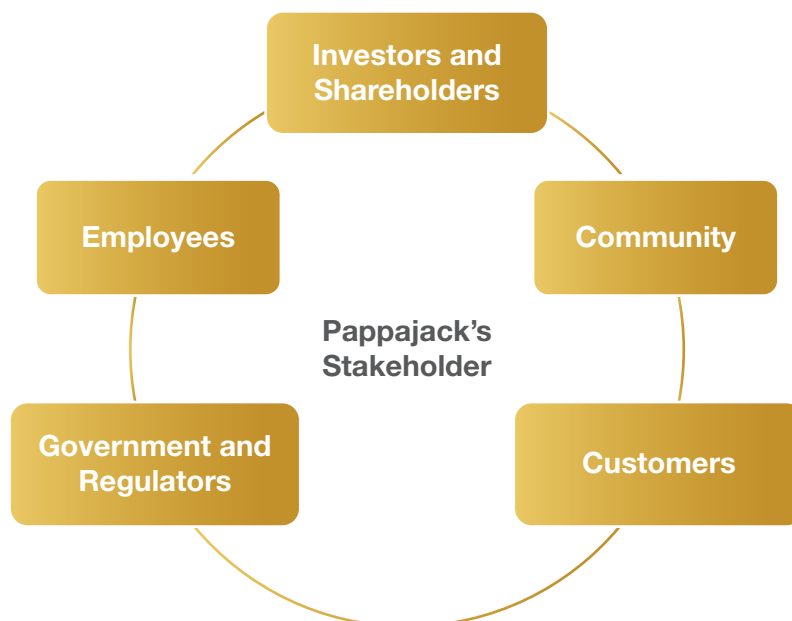 Investors and
Shareholders
Employees
Community
Pappajack’s
Stakeholder
Government and
Regulators
Customers